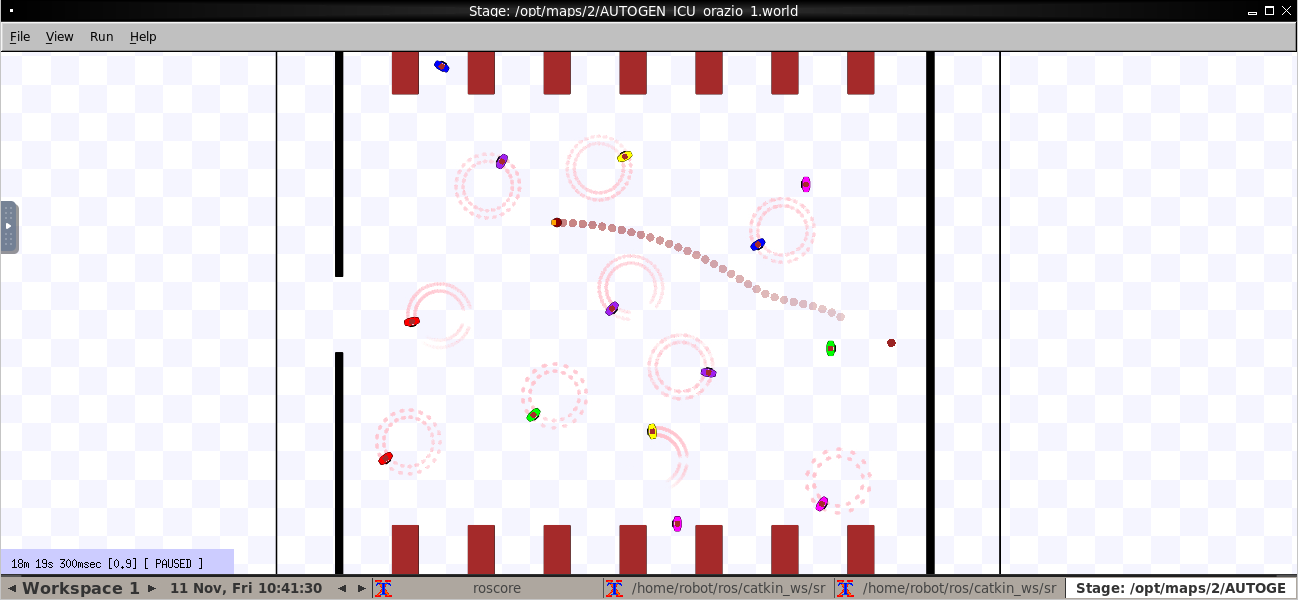 Stage: /opt/maps/2/AUTOGEN_ICU_orazio_1.world
File View Run Help
18m 19s 300msec [0.9] [ PAUSED ]
Workspace 1 11 Nov, Fri 10:41:30 roscore /home/robot/ros/catkin_ws/sr /home/robot/ros/catkin_ws/sr Stage: /opt/maps/2/AUTOGE